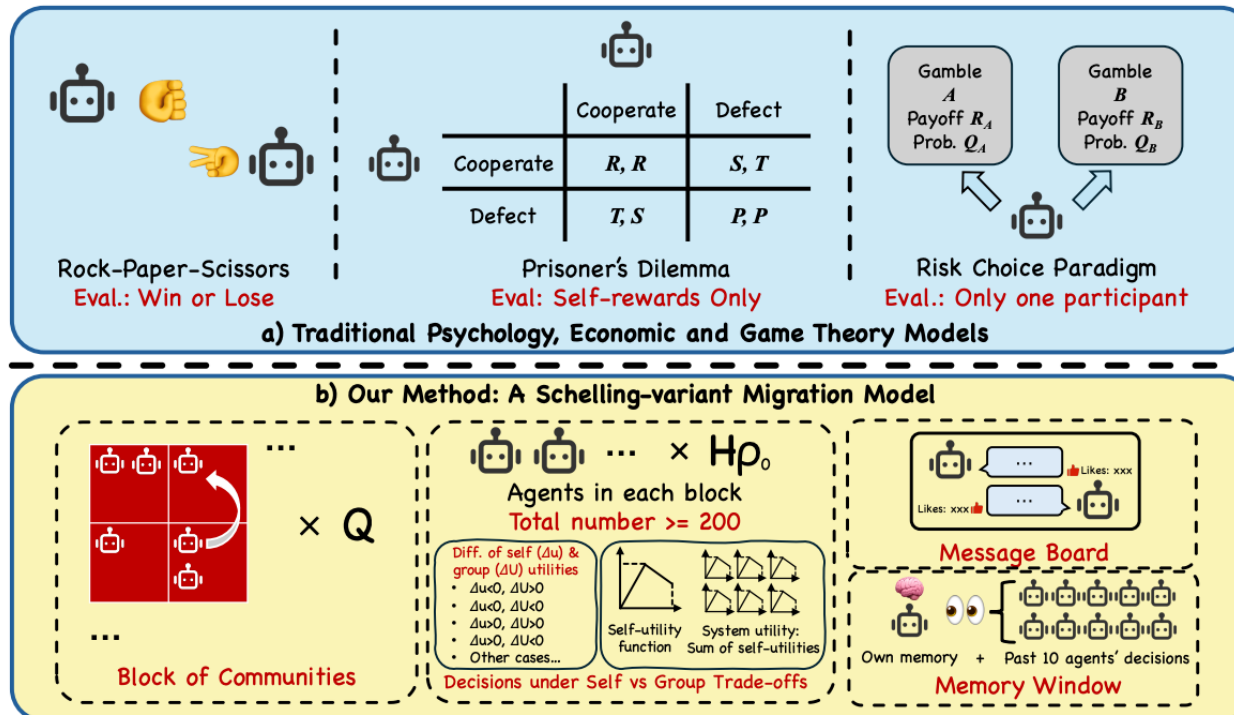 Cooperate Defect
Cooperate R, R S, T
Defect T, S P, P
Rock-Paper-Scissors
Eval.: Win or Lose
Prisoner's Dilemma
Eval: Self-rewards Only
Gamble
A
Payoff R_A
Prob. Q_A
Gamble
B
Payoff R_B
Prob. Q_B
Risk Choice Paradigm
Eval.: Only one participant
a) Traditional Psychology, Economic and Game Theory Models
b) Our Method: A Schelling-variant Migration Model
...
× Q
...
Block of Communities
... × Hρ₀
Agents in each block
Total number >= 200
Diff. of self (Δu) &
group (ΔU) utilities
• Δu<0, ΔU>0
• Δu<0, ΔU<0
• Δu>0, ΔU>0
• Δu>0, ΔU<0
• Other cases...
Self-utility
function
System utility:
Sum of self-utilities
Decisions under Self vs Group Trade-offs
...
Likes: xxx
...
Likes: xxx
Message Board
Own memory + Past 10 agents' decisions
Memory Window